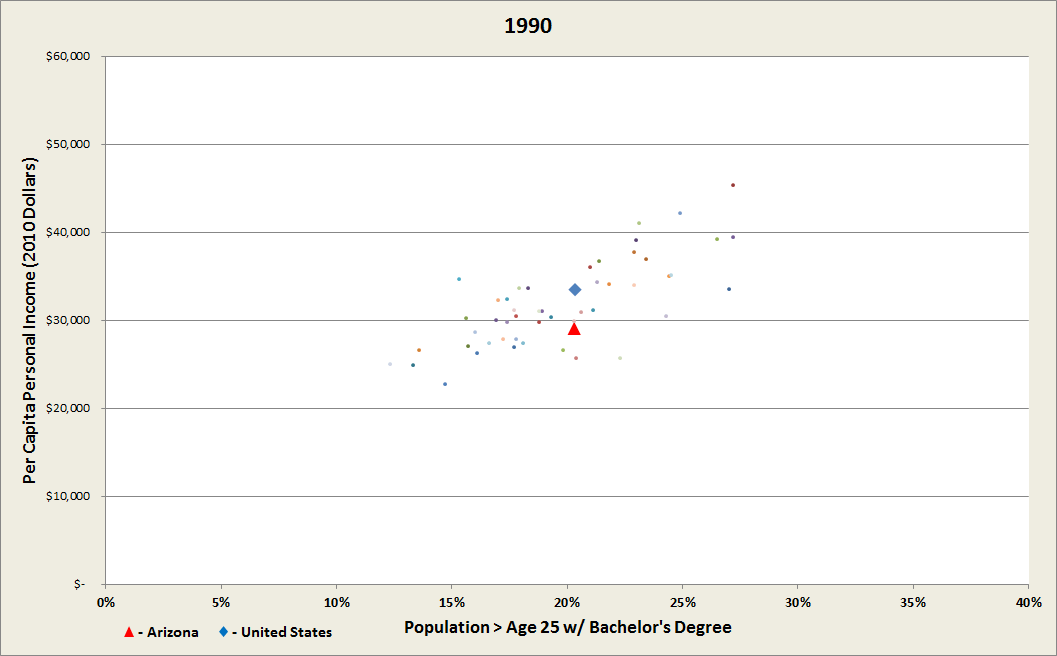 1990
$60,000
$50,000
$40,000
$30,000
$20,000
$10,000
$-
Per Capita Personal Income (2010 Dollars)
0% 5% 10% 15% 20% 25% 30% 35% 40%
Population > Age 25 w/ Bachelor's Degree
- Arizona - United States